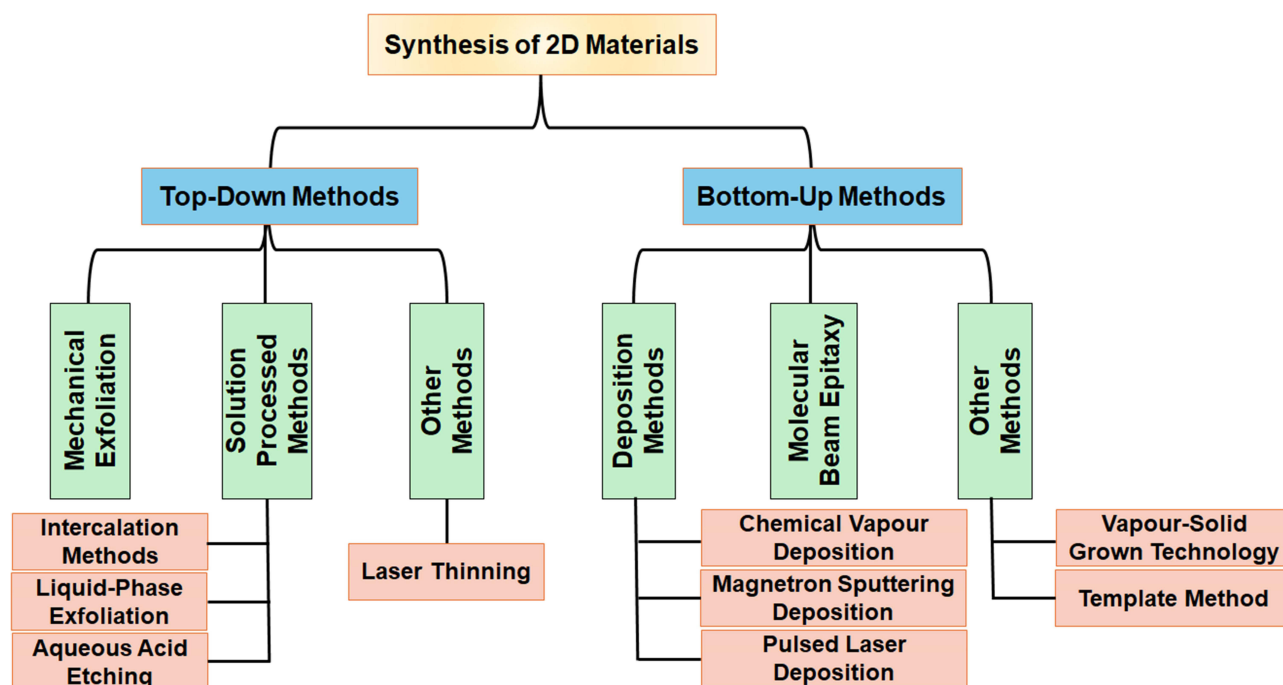 Synthesis of 2D Materials
Top-Down Methods
Bottom-Up Methods
Mechanical
Exfoliation
Solution
Processed
Methods
Other
Methods
Deposition
Methods
Molecular
Beam Epitaxy
Other
Methods
Intercalation
Methods
Liquid-Phase
Exfoliation
Aqueous Acid
Etching
Laser Thinning
Chemical Vapour
Deposition
Magnetron Sputtering
Deposition
Pulsed Laser
Deposition
Vapour-Solid
Grown Technology
Template Method